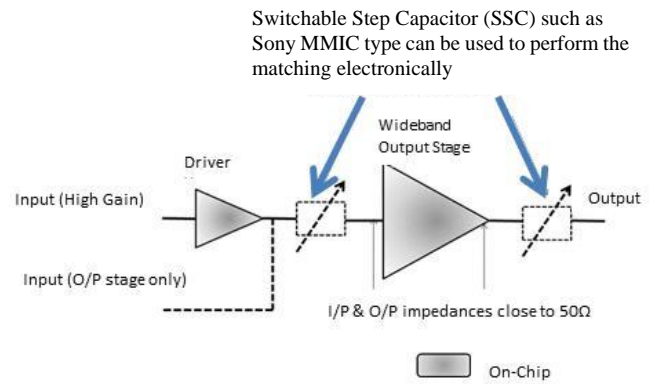 Switchable Step Capacitor (SSC) such as
Sony MMIC type can be used to perform the
matching electronically
Wideband
Output Stage
Driver
Input (High Gain)
Output
Input (O/P stage only)
I/P & O/P impedances close to 50Ω
On-Chip